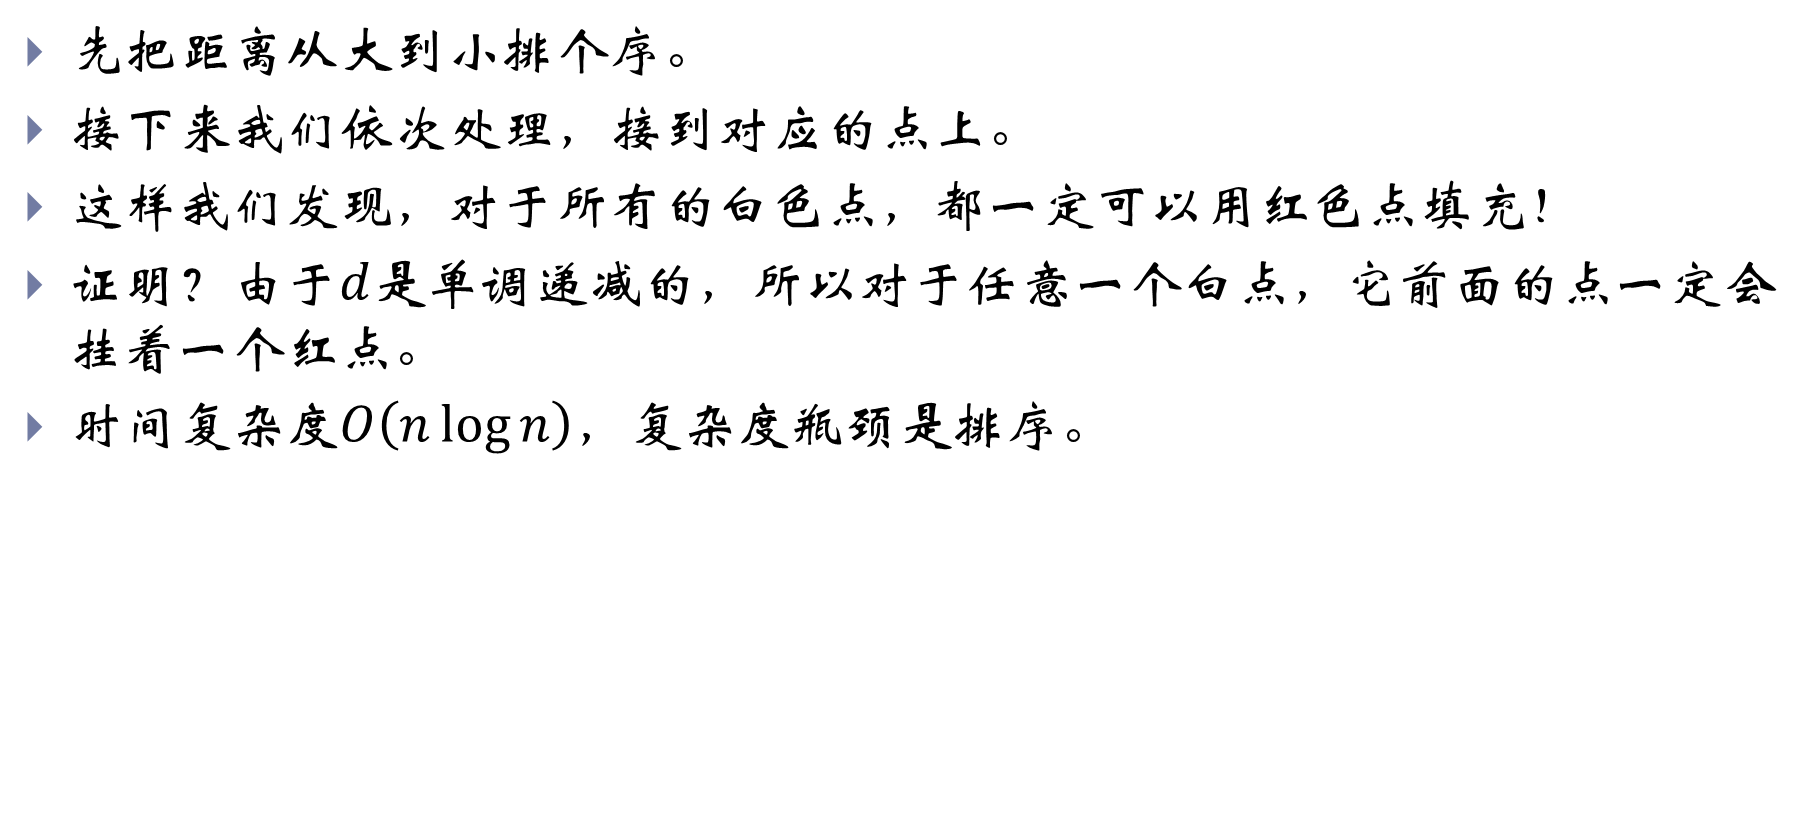 先把距离从大到小排个序。
接下来我们依次处理，接到对应的点上。
这样我们发现，对于所有的白色点，都一定可以用红色点填充！
证明？由于d是单调递减的，所以对于任意一个白点，它前面的点一定会
挂着一个红点。
时间复杂度O(n log n)，复杂度瓶颈是排序。